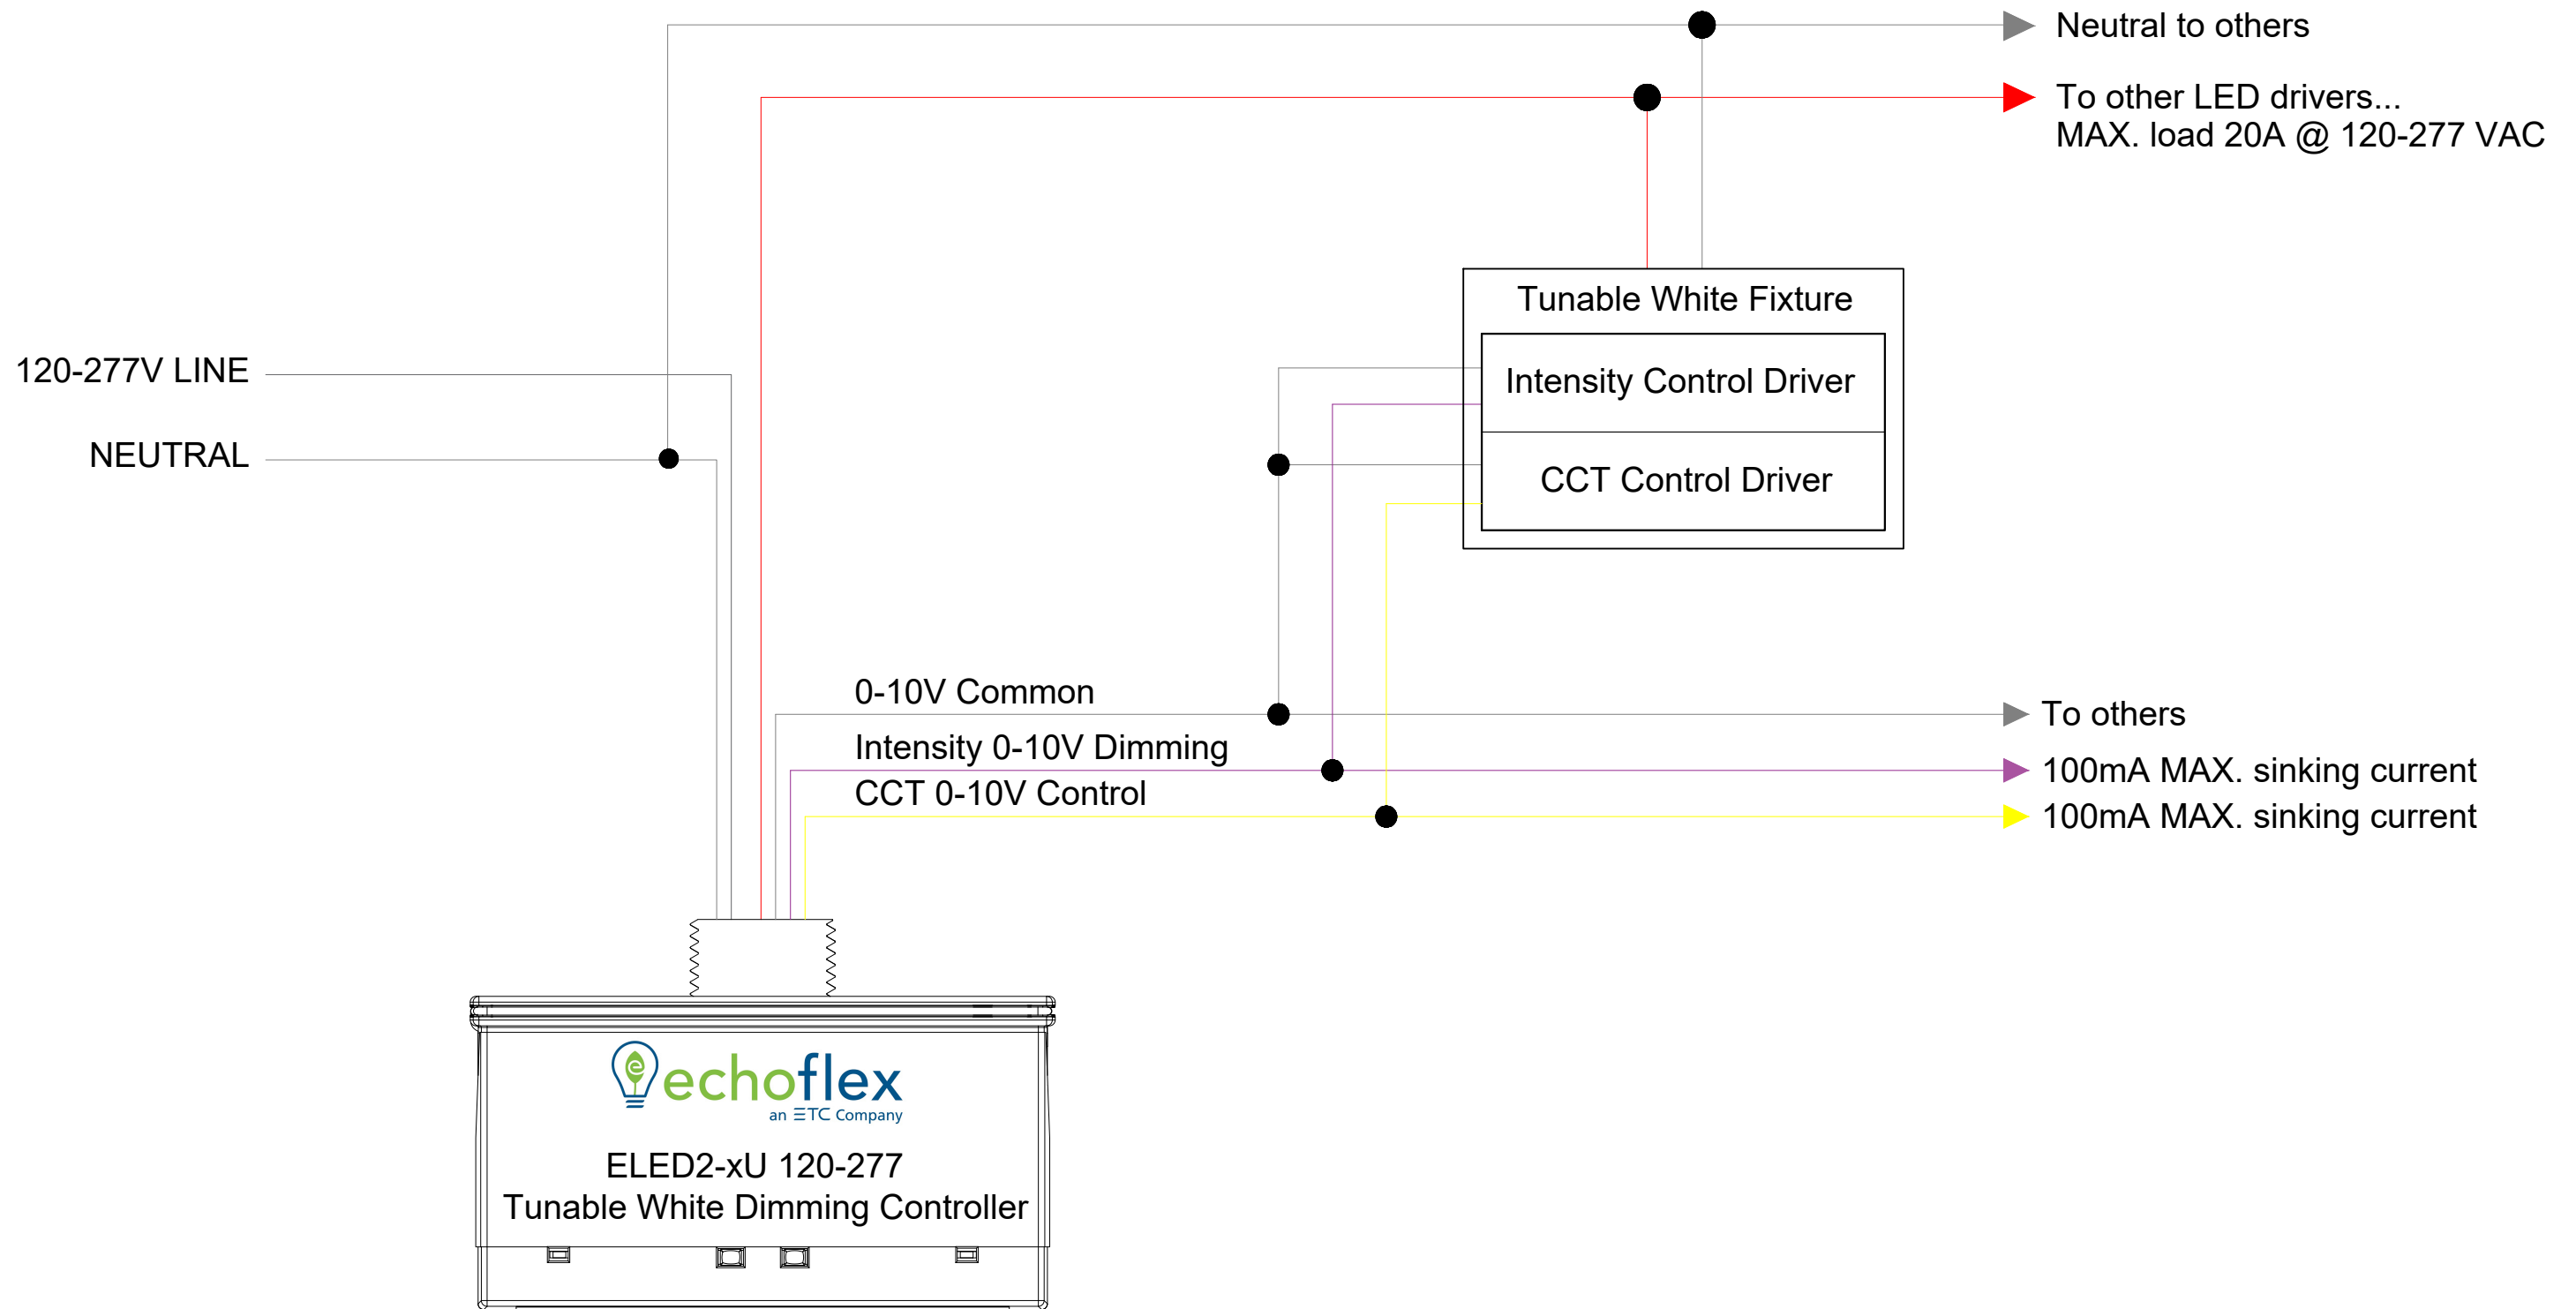 Neutral to others
To other LED drivers...
MAX. load 20A @ 120-277 VAC
Tunable White Fixture
120-277V LINE
Intensity Control Driver
NEUTRAL
CCT Control Driver
0-10V Common
To others
Intensity 0-10V Dimming
100mA MAX. sinking current
CCT 0-10V Control
100mA MAX. sinking current
echoflex
an ETC Company
ELED2-xU 120-277
Tunable White Dimming Controller